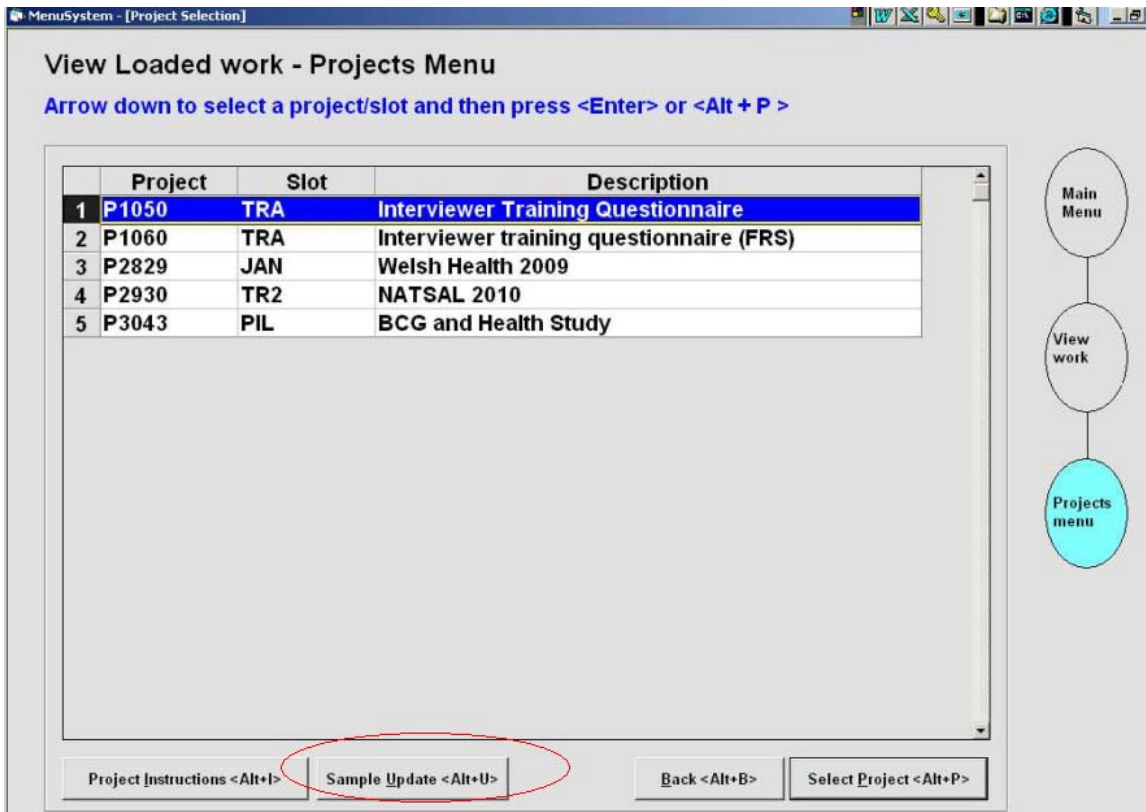 MenuSystem - [Project Selection]
View Loaded work - Projects Menu
Arrow down to select a project/slot and then press <Enter> or <Alt + P >
Project Slot Description
1 P1050 TRA Interviewer Training Questionnaire
2 P1060 TRA Interviewer training questionnaire (FRS)
3 P2829 JAN Welsh Health 2009
4 P2930 TR2 NATSAL 2010
5 P3043 PIL BCG and Health Study
Main
Menu
View
work
Projects
menu
Project Instructions <Alt+I> Sample Update <Alt+U> Back <Alt+B> Select Project <Alt+P>